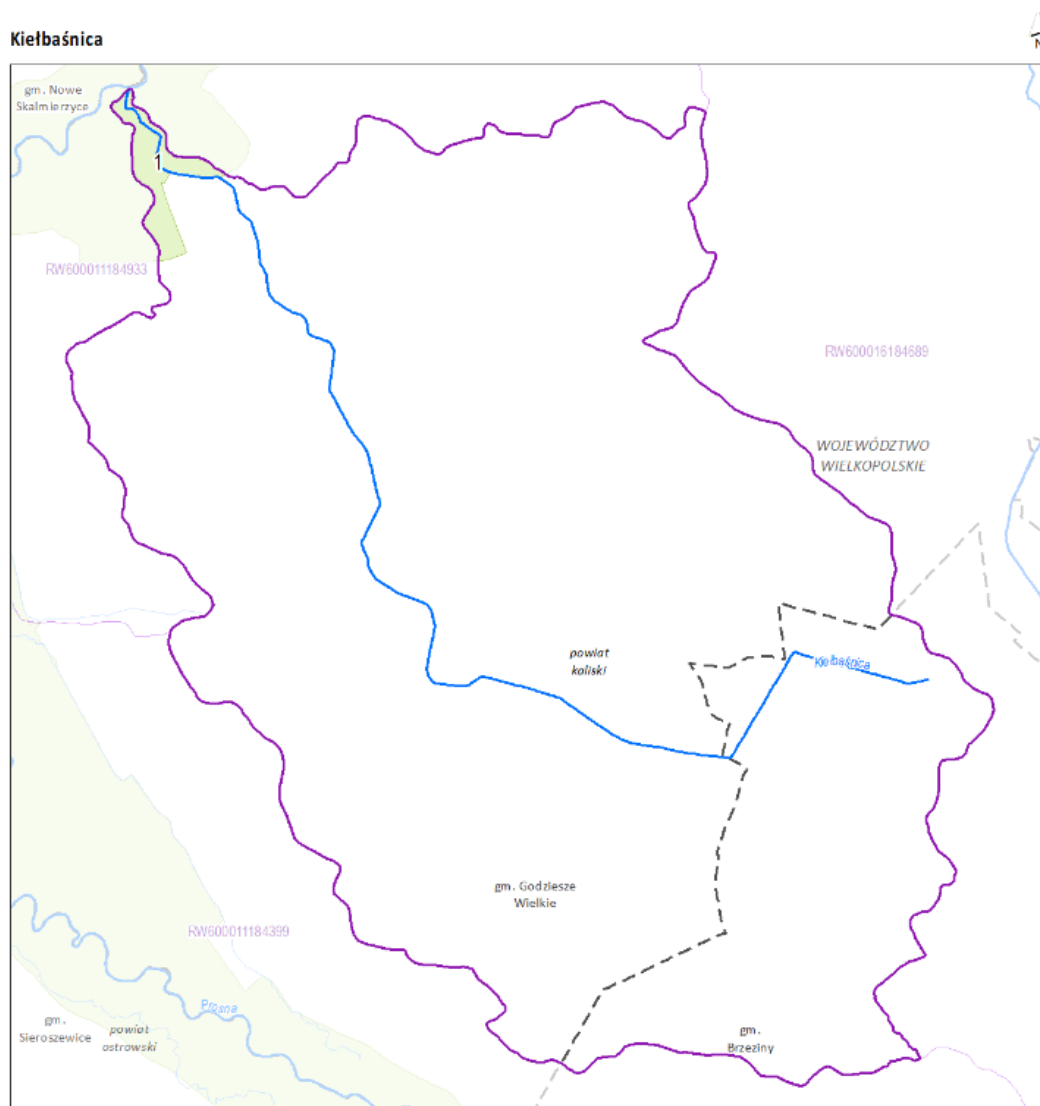 Kiełbaśnica
N
gm. Nowe
Skalmierzyce
1
RW600011184933
RW600016184689
WOJEWÓDZTWO
WIELKOPOLSKIE
powiat
kaliski
Kiełbaśnica
gm. Godziesze
Wielkie
RW600011184399
Prosna
gm.
Sieroszewice
powiat
ostrowski
gm.
Brzeziny